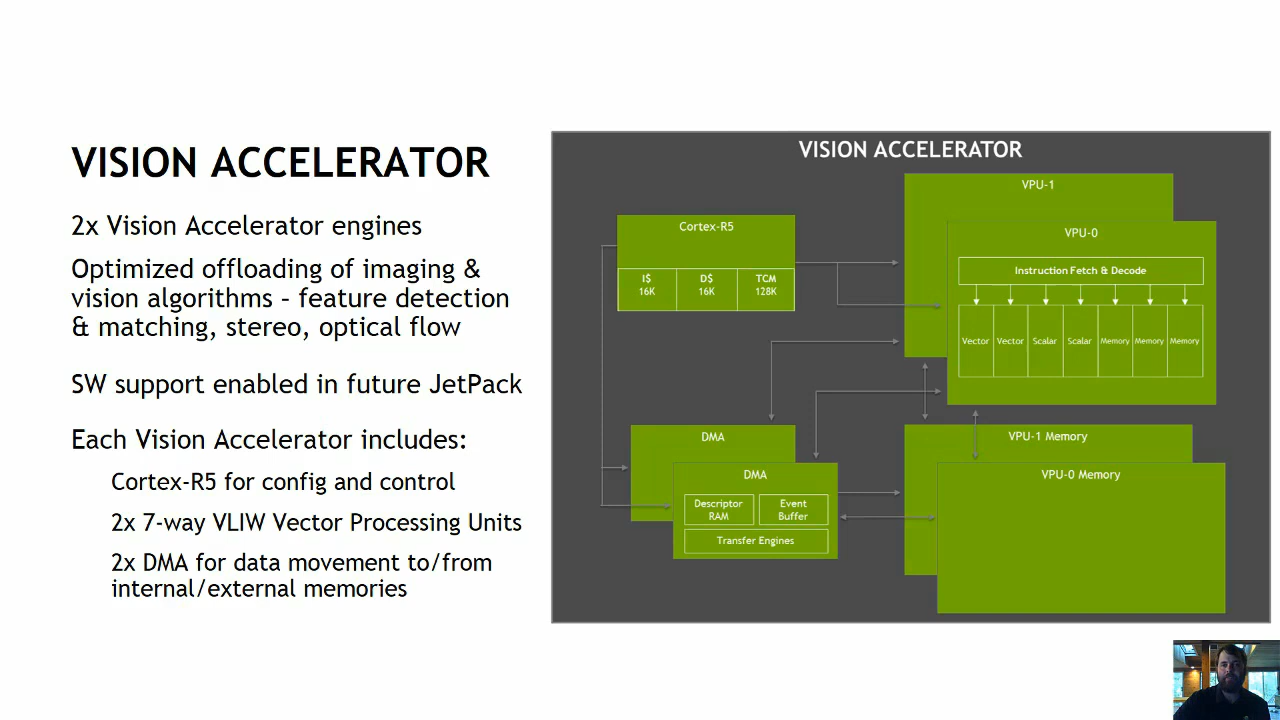 VISION ACCELERATOR
2x Vision Accelerator engines
Optimized offloading of imaging &
vision algorithms – feature detection
& matching, stereo, optical flow
SW support enabled in future JetPack
Each Vision Accelerator includes:
Cortex-R5 for config and control
2x 7-way VLIW Vector Processing Units
2x DMA for data movement to/from
internal/external memories
VISION ACCELERATOR
Cortex-R5
I$ D$ TCM
16K 16K 128K
VPU-1
VPU-0
Instruction Fetch & Decode
Vector Vector Scalar Scalar Memory Memory Memory
DMA
DMA
Descriptor Event
RAM Buffer
Transfer Engines
VPU-1 Memory
VPU-0 Memory